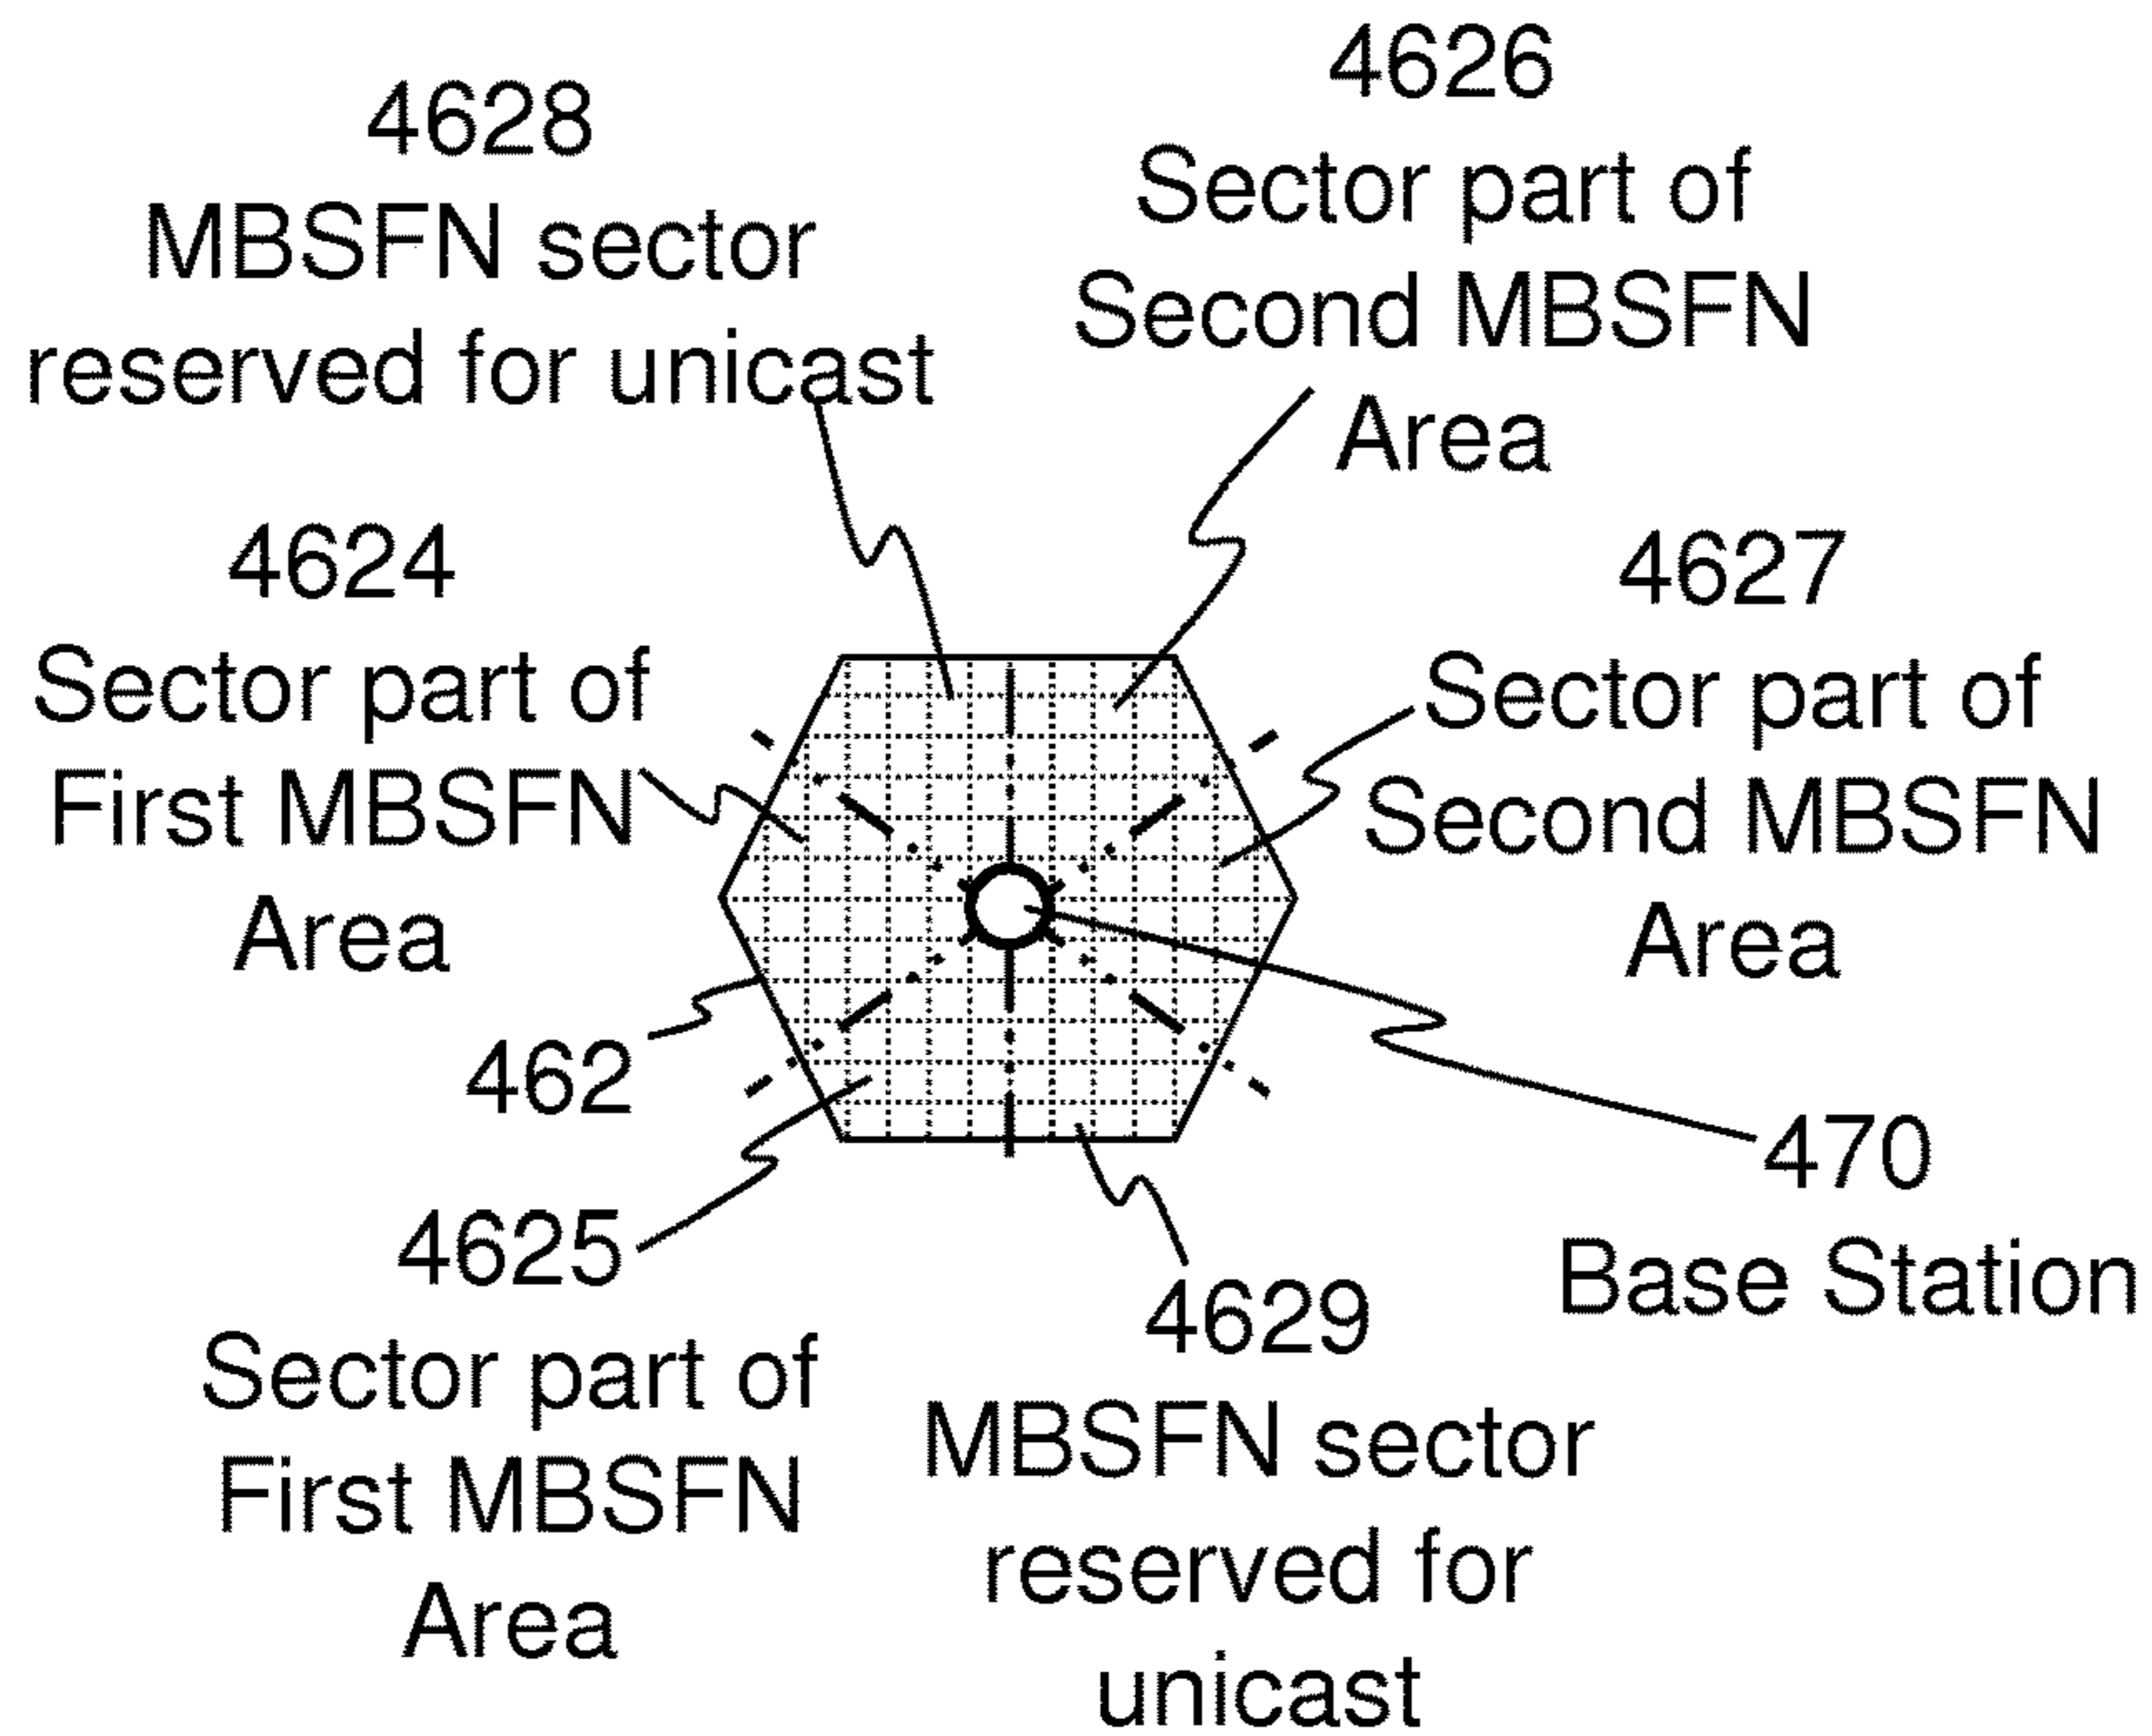 4628
MBSFN sector
reserved for unicast
4626
Sector part of
Second MBSFN
Area
4624
Sector part of
First MBSFN
Area
4627
Sector part of
Second MBSFN
Area
462
470
Base Station
4625
Sector part of
First MBSFN
Area
4629
MBSFN sector
reserved for
unicast